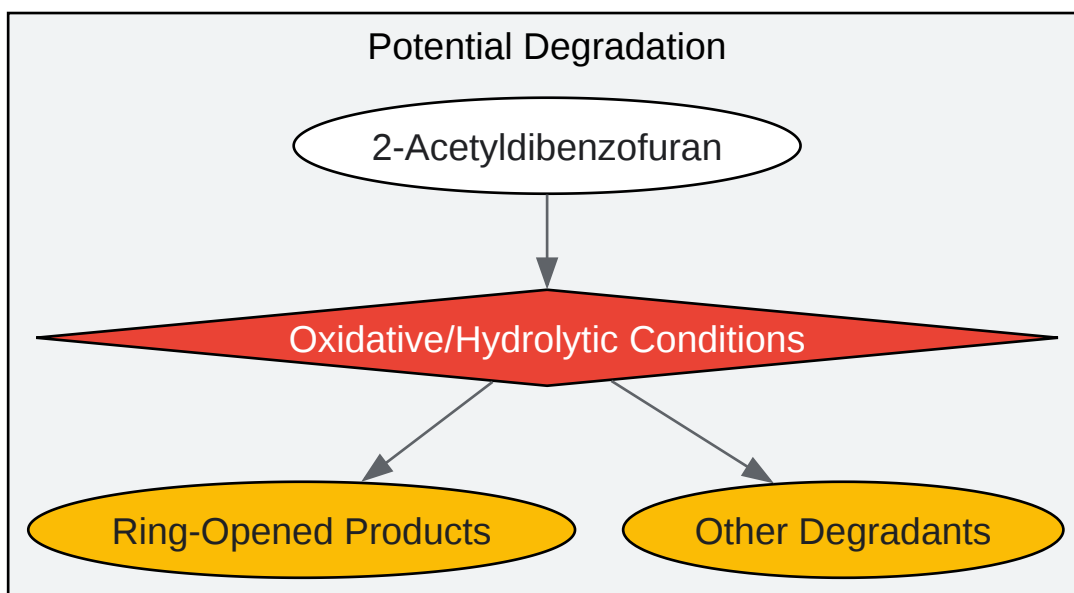 Potential Degradation
2-Acetyldibenzofuran
Oxidative/Hydrolytic Conditions
Ring-Opened Products
Other Degradants